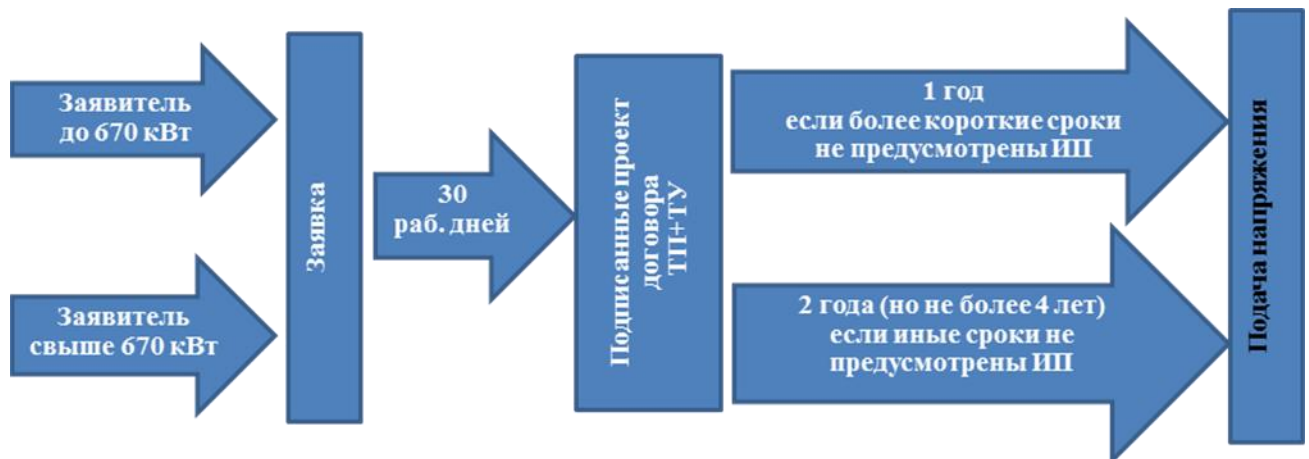 Заявитель
до 670 кВт
Заявитель
свыше 670 кВт
Заявка
30
раб. дней
Подписанные проект
договора
ТП+ТУ
1 год
если более короткие сроки
не предусмотрены ИП
2 года (но не более 4 лет)
если иные сроки не
предусмотрены ИП
Подача напряжения